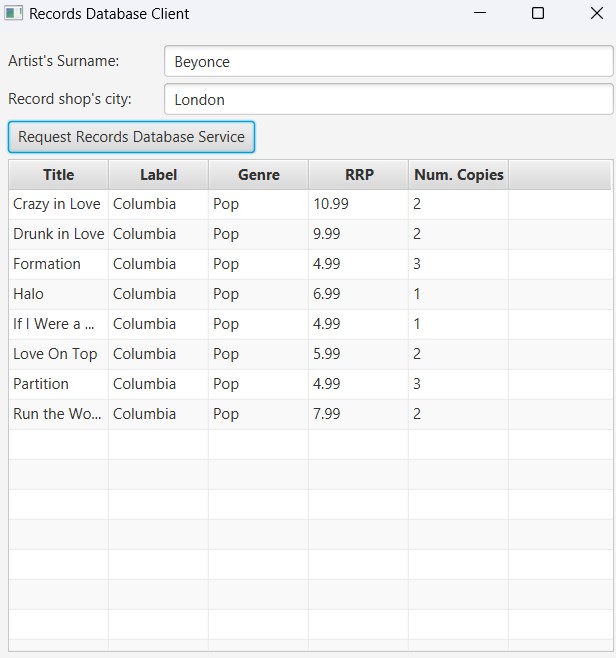 Records Database Client
Artist's Surname: Beyonce
Record shop's city: London
Request Records Database Service
Title Label Genre RRP Num. Copies
Crazy in Love Columbia Pop 10.99 2
Drunk in Love Columbia Pop 9.99 2
Formation Columbia Pop 4.99 3
Halo Columbia Pop 6.99 1
If I Were a ... Columbia Pop 4.99 1
Love On Top Columbia Pop 5.99 2
Partition Columbia Pop 4.99 3
Run the Wo... Columbia Pop 7.99 2